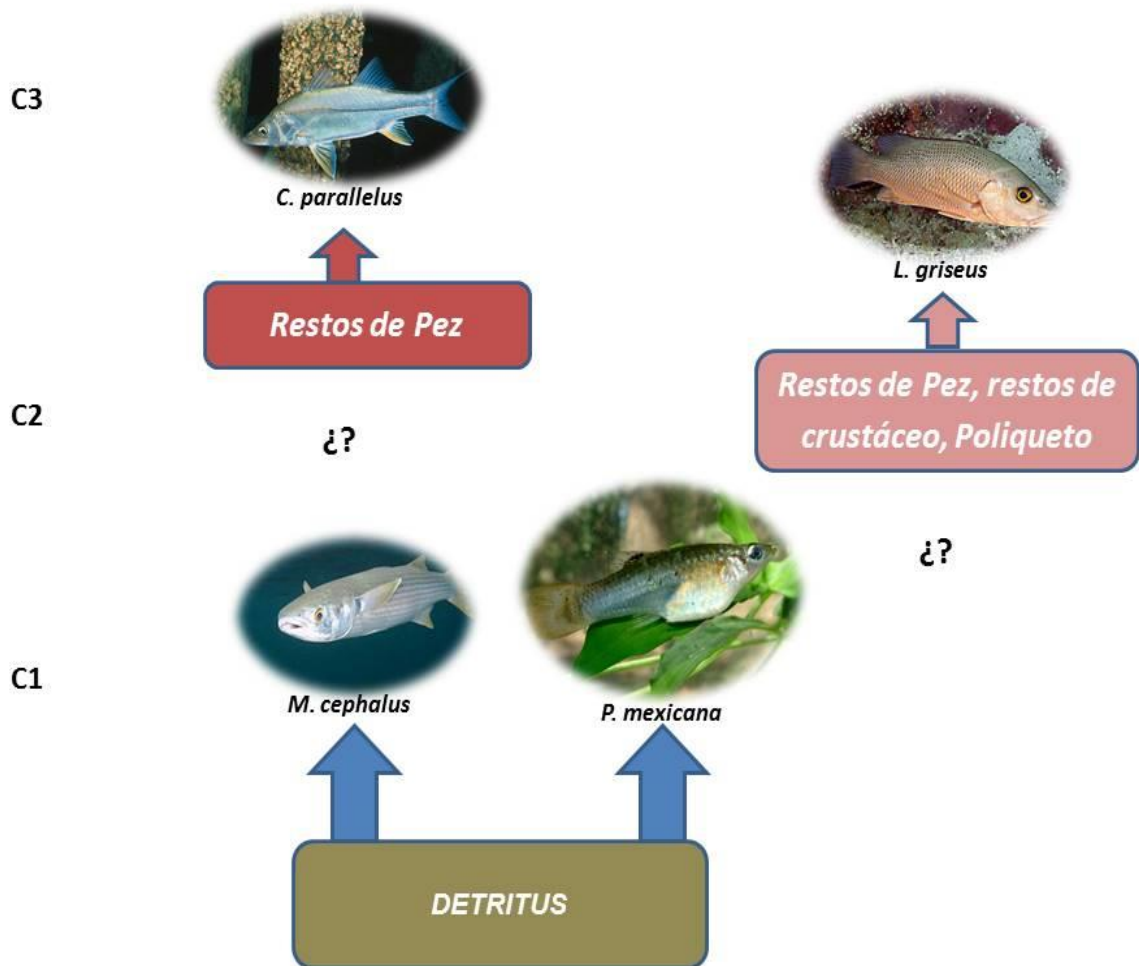 C3
C. parallelus
L. griseus
Restos de Pez
Restos de Pez, restos de
crustáceo, Poliqueto
C2
¿?
¿?
C1
M. cephalus
P. mexicana
DETRITUS